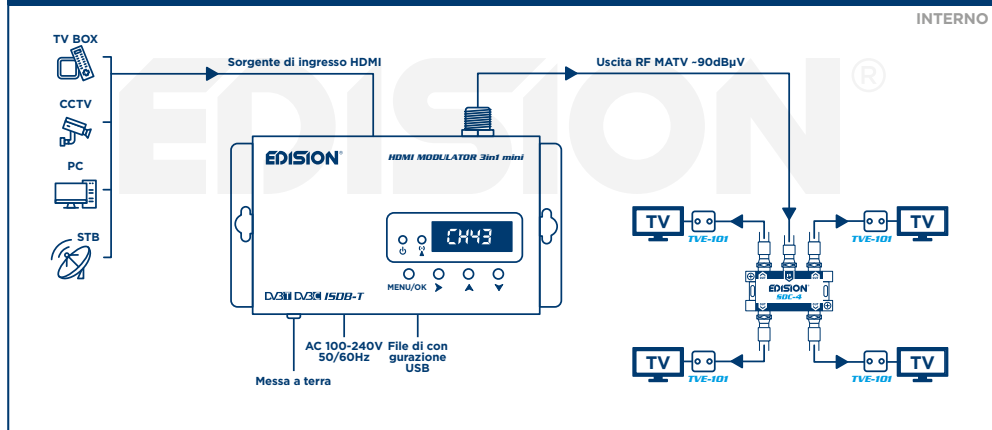 INTERNO
TV BOX
Sorgente di ingresso HDMI
Uscita RF MATV ~90dBµV
EDISION®
CCTV
PC
STB
EDISION®
HDMI MODULATOR 3in1 mini
CH43
MENU/OK
DVB-T DVB-C ISDB-T
AC 100-240V
50/60Hz
File di con
gurazione
USB
Messa a terra
TV
TVE-101
TV
TVE-101
EDISION
SDC-4
TV
TVE-101
TV
TVE-101